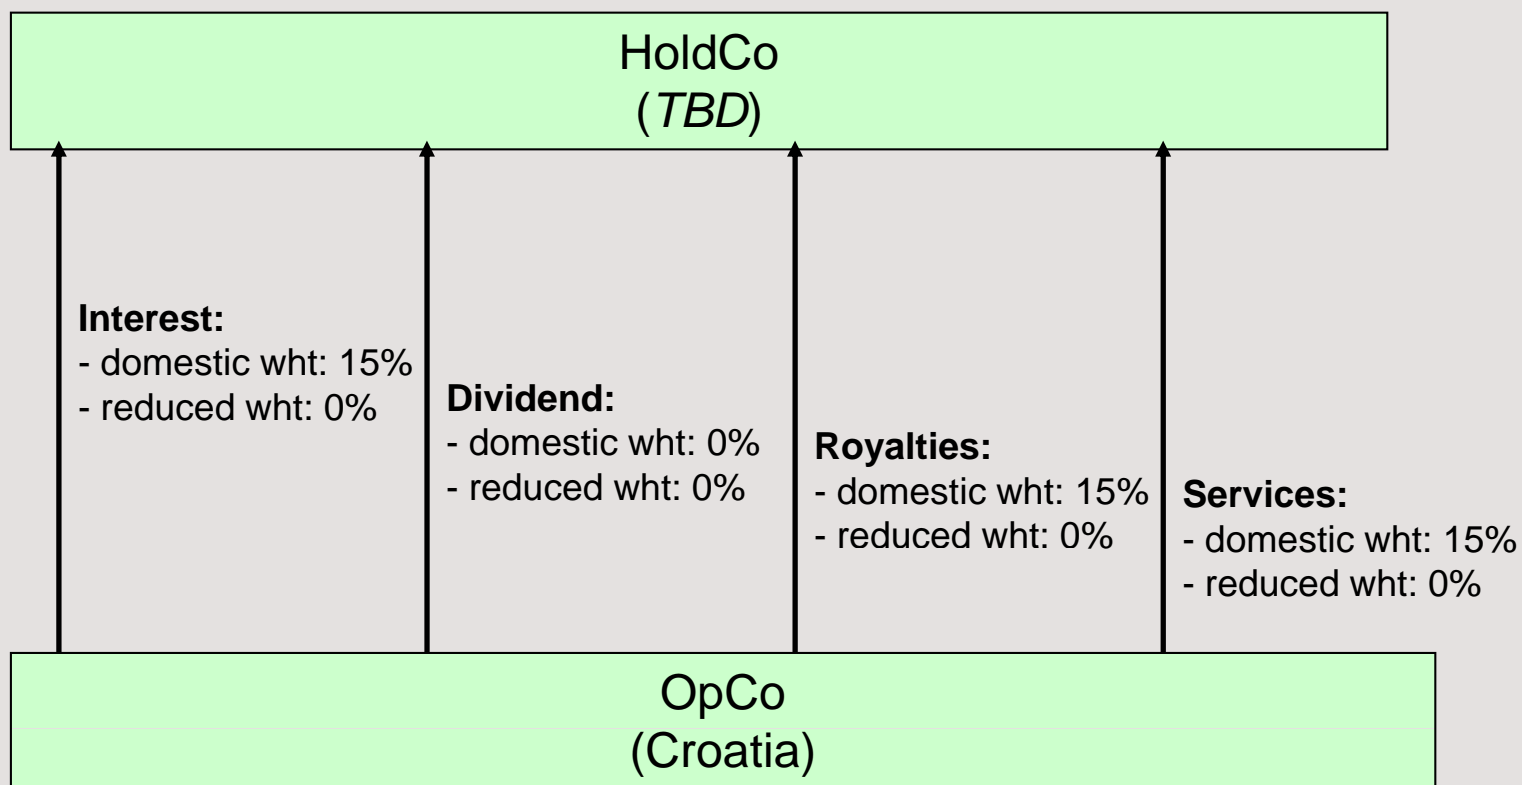 HoldCo
(TBD)
Interest:
- domestic wht: 15%
- reduced wht: 0%
Dividend:
- domestic wht: 0%
- reduced wht: 0%
Royalties:
- domestic wht: 15%
- reduced wht: 0%
Services:
- domestic wht: 15%
- reduced wht: 0%
OpCo
(Croatia)